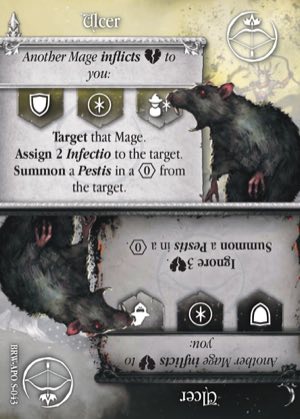 Ulcer
Another Mage inflicts to
you:
Target that Mage.
Assign 2 Infectio to the target.
Summon a Pestis in a 0 from
the target.
Ulcer
Another Mage inflicts to
you:
Ignore 3.
Summon a Pestis in a 0.